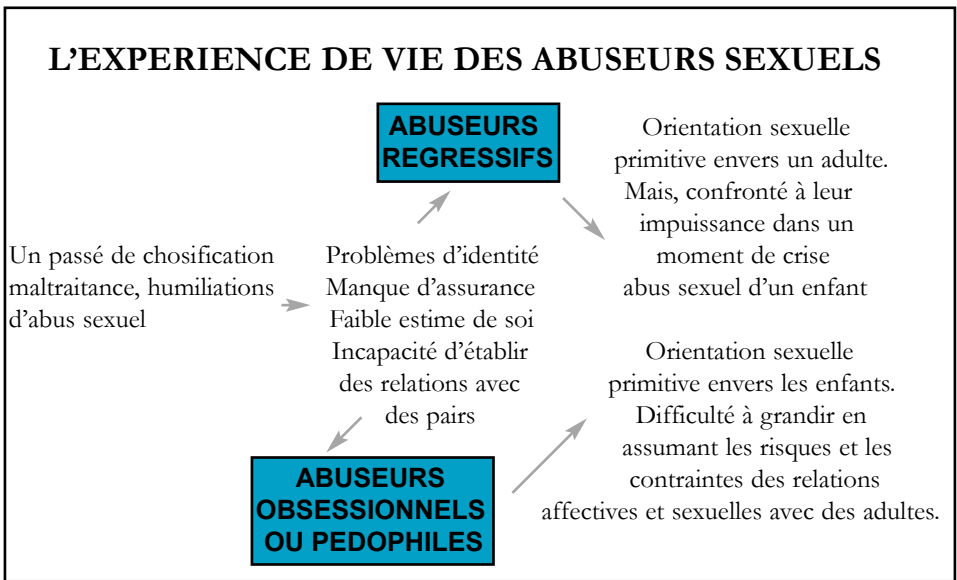 L’EXPERIENCE DE VIE DES ABUSEURS SEXUELS
Un passé de chosification
maltraitance, humiliations
d’abus sexuel
Problèmes d’identité
Manque d’assurance
Faible estime de soi
Incapacité d’établir
des relations avec
des pairs
ABUSEURS
REGRESSIFS
Orientation sexuelle
primitive envers un adulte.
Mais, confronté à leur
impuissance dans un
moment de crise
abus sexuel d’un enfant
ABUSEURS
OBSESSIONNELS
OU PEDOPHILES
Orientation sexuelle
primitive envers les enfants.
Difficulté à grandir en
assumant les risques et les
contraintes des relations
affectives et sexuelles avec des adultes.